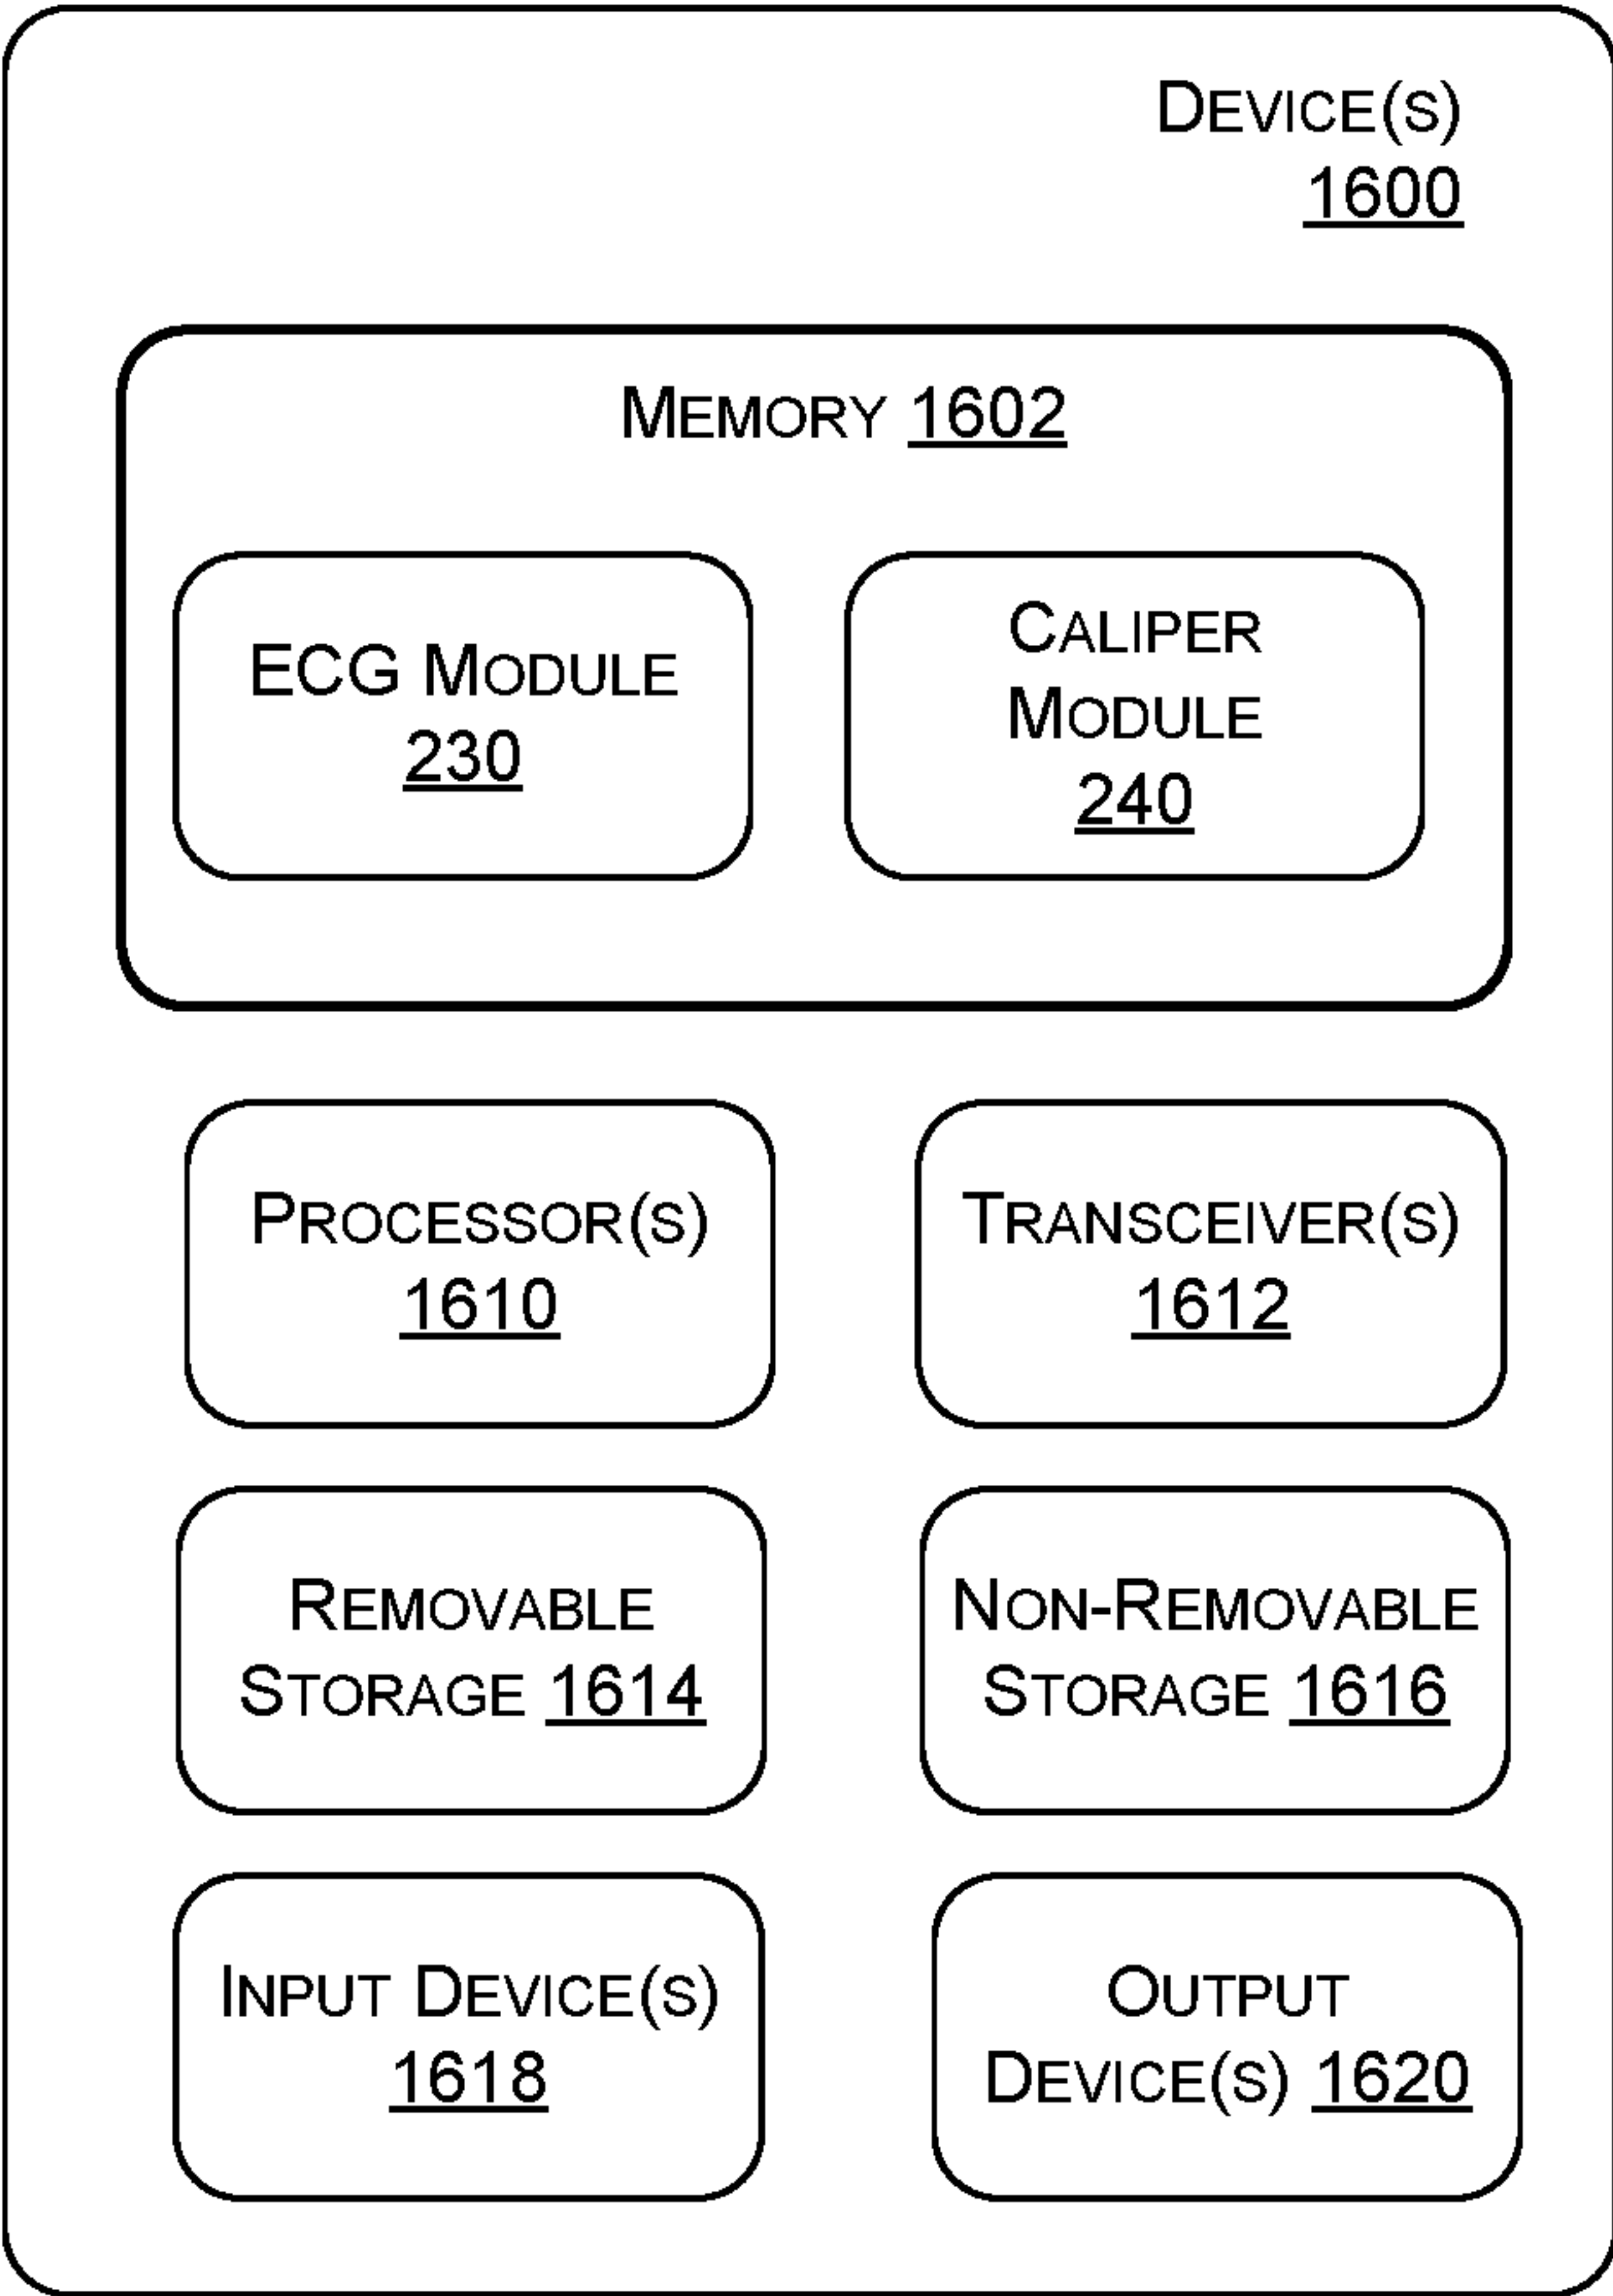 DEVICE(S)
1600
MEMORY 1602
ECG MODULE
230
CALIPER
MODULE
240
PROCESSOR(S)
1610
TRANSCEIVER(S)
1612
REMOVABLE
STORAGE 1614
NON-REMOVABLE
STORAGE 1616
INPUT DEVICE(S)
1618
OUTPUT
DEVICE(S) 1620